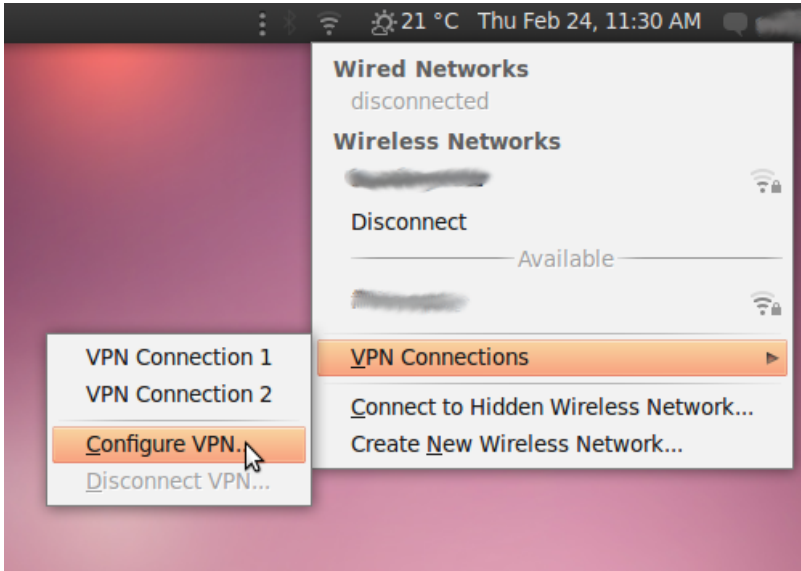 21 °C Thu Feb 24, 11:30 AM
Wired Networks
disconnected
Wireless Networks
Disconnect
Available
VPN Connections
Connect to Hidden Wireless Network...
Create New Wireless Network...
VPN Connection 1
VPN Connection 2
Configure VPN...
Disconnect VPN...